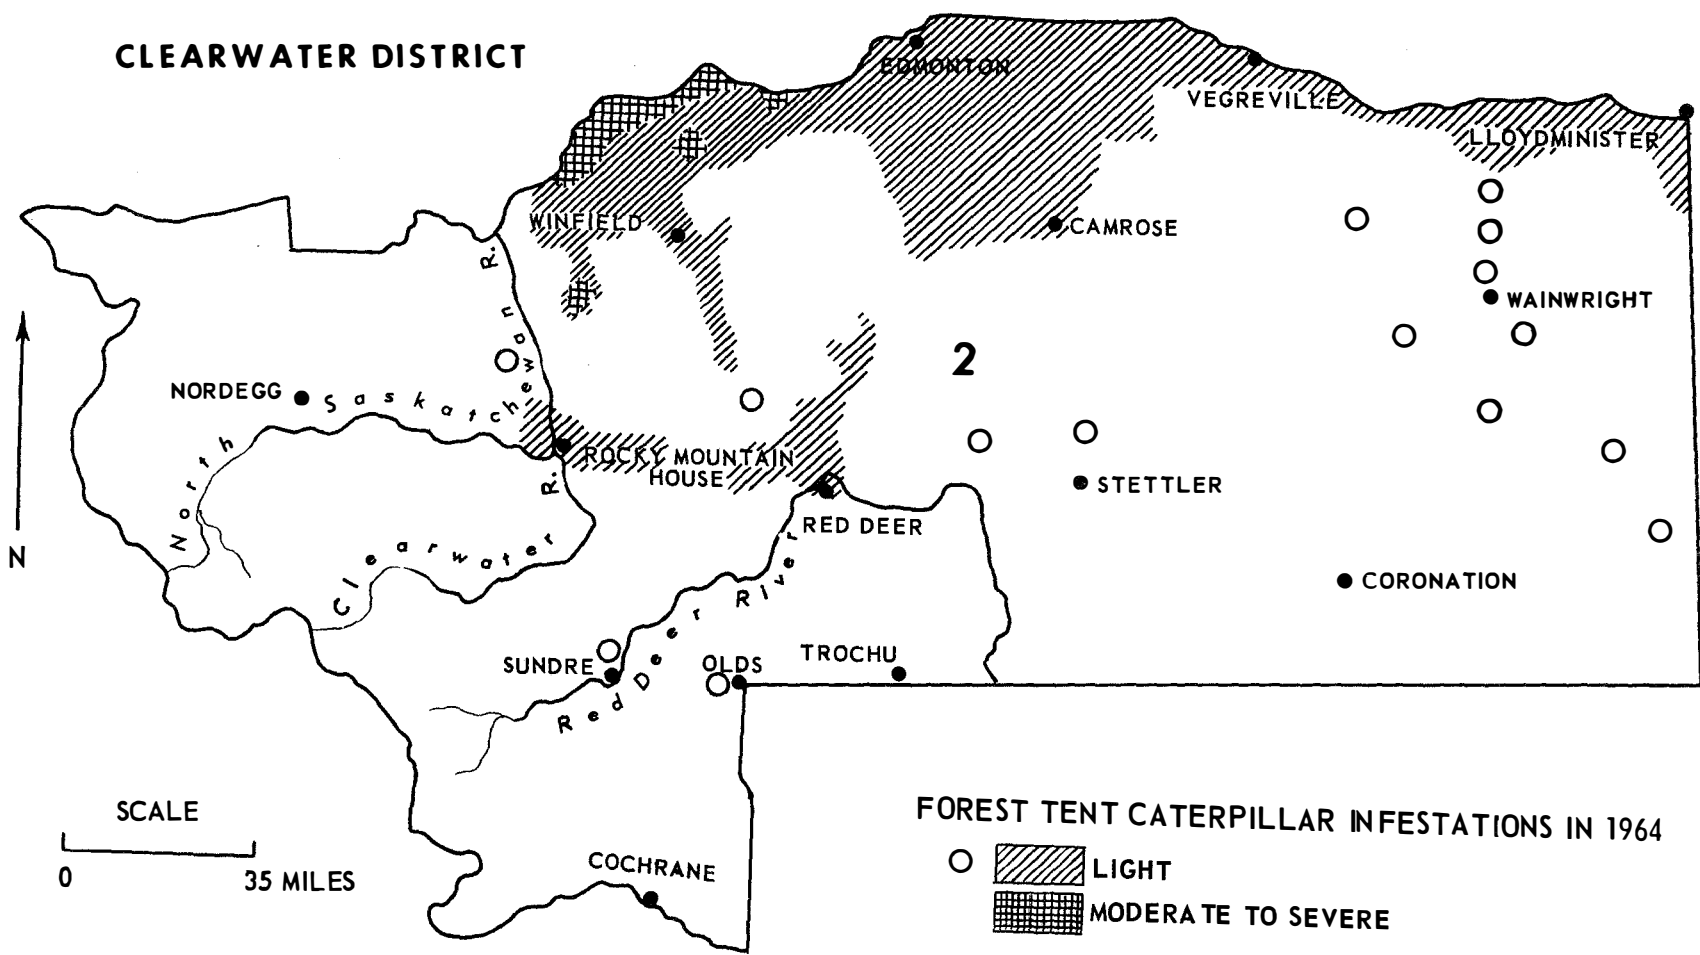 CLEARWATER DISTRICT
EDMONTON
VEGREVILLE
LLOYDMINISTER
WINFIELD
CAMROSE
WAINWRIGHT
2
NORDEGG
North Saskatchewan R.
ROCKY MOUNTAIN
HOUSE
STETTLER
RED DEER
N
Clearwater R.
CORONATION
Red Deer River
SUNDRE
OLDS
TROCHU
SCALE
0 35 MILES
COCHRANE
FOREST TENT CATERPILLAR INFESTATIONS IN 1964
LIGHT
MODERATE TO SEVERE